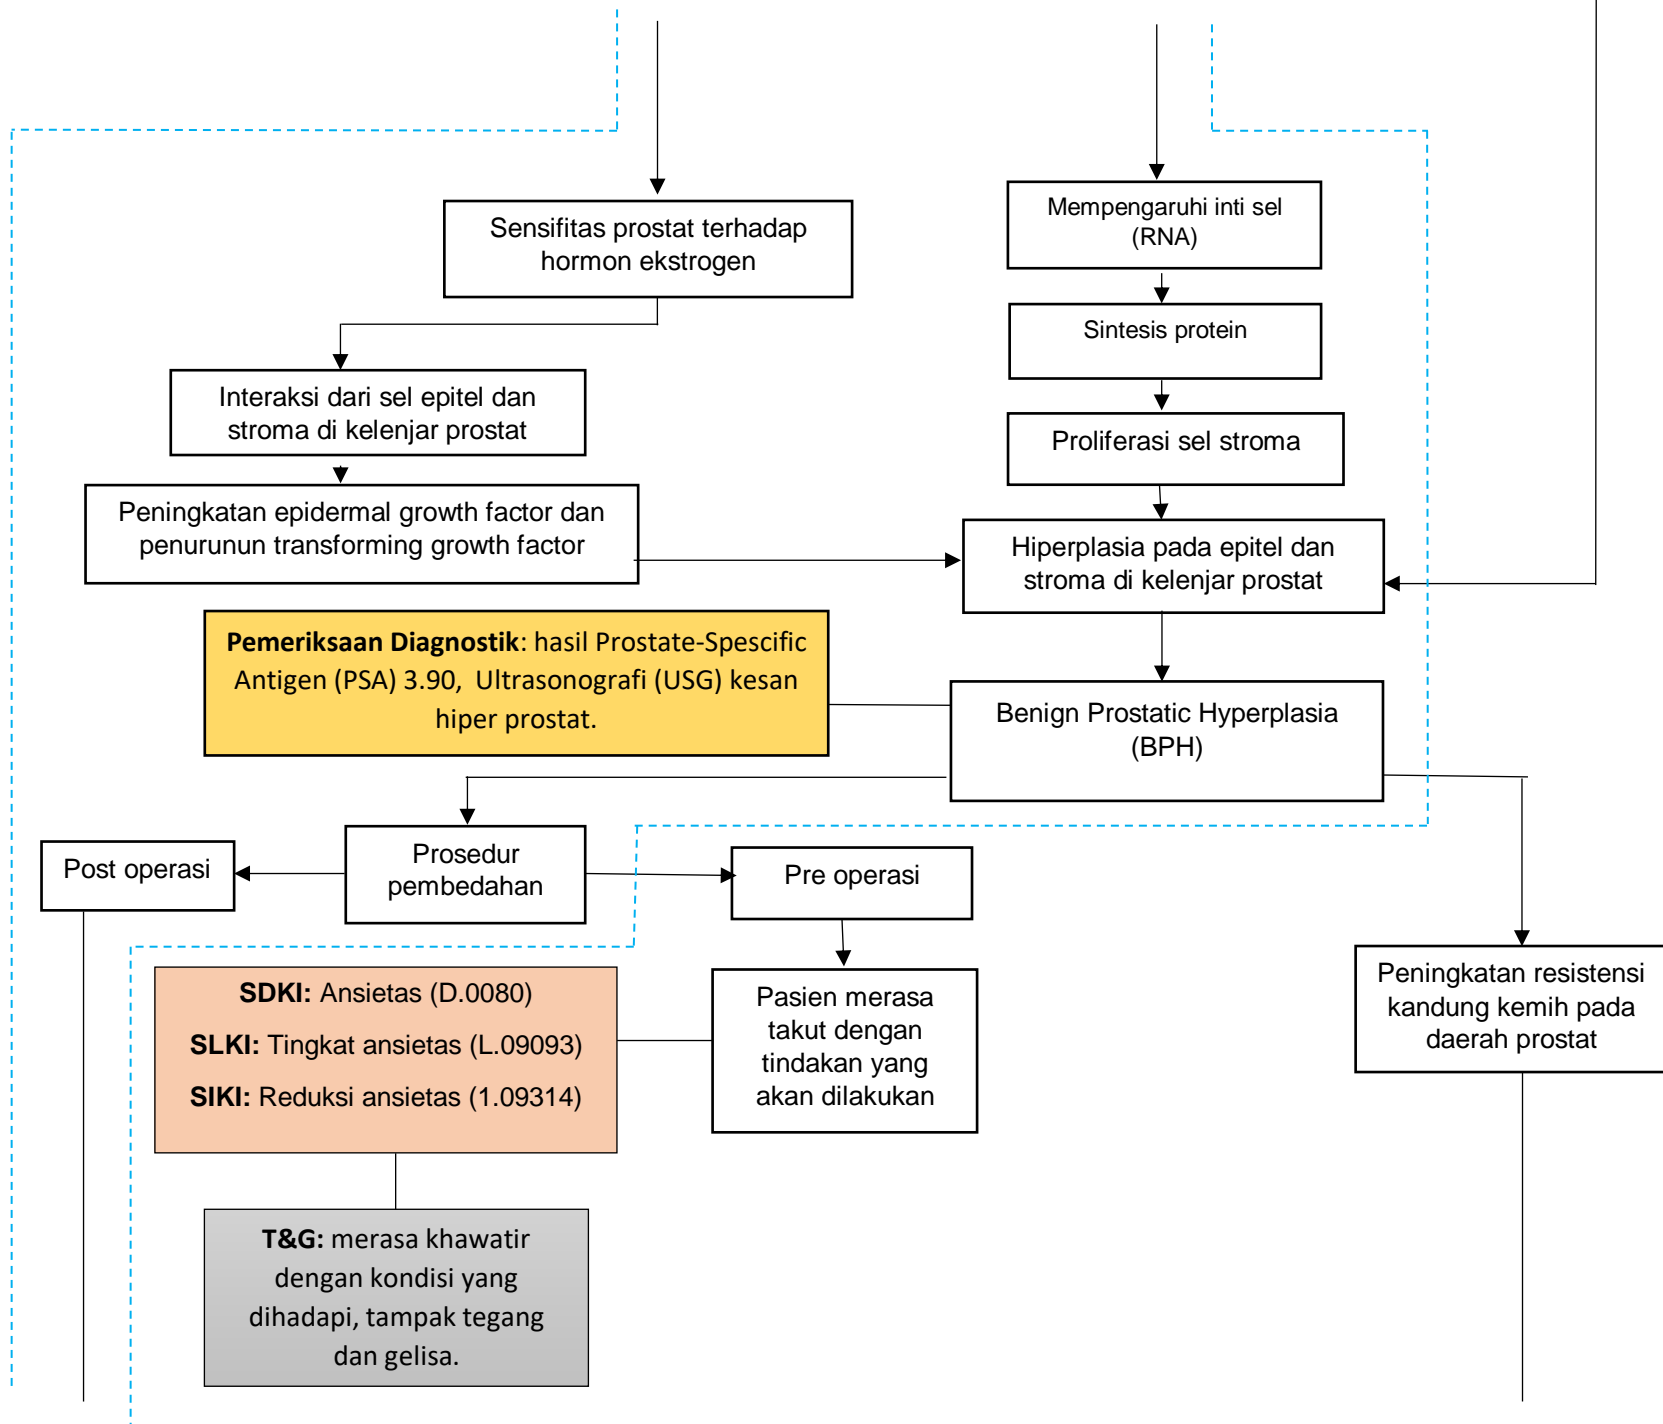 Sensifitas prostat terhadap
hormon ekstrogen
Mempengaruhi inti sel
(RNA)
Sintesis protein
Interaksi dari sel epitel dan
stroma di kelenjar prostat
Proliferasi sel stroma
Peningkatan epidermal growth factor dan
penurunun transforming growth factor
Hiperplasia pada epitel dan
stroma di kelenjar prostat
Pemeriksaan Diagnostik: hasil Prostate-Spescific
Antigen (PSA) 3.90, Ultrasonografi (USG) kesan
hiper prostat.
Benign Prostatic Hyperplasia
(BPH)
Post operasi
Prosedur
pembedahan
Pre operasi
SDKI: Ansietas (D.0080)
SLKI: Tingkat ansietas (L.09093)
SIKI: Reduksi ansietas (1.09314)
Pasien merasa
takut dengan
tindakan yang
akan dilakukan
Peningkatan resistensi
kandung kemih pada
daerah prostat
T&G: merasa khawatir
dengan kondisi yang
dihadapi, tampak tegang
dan gelisa.